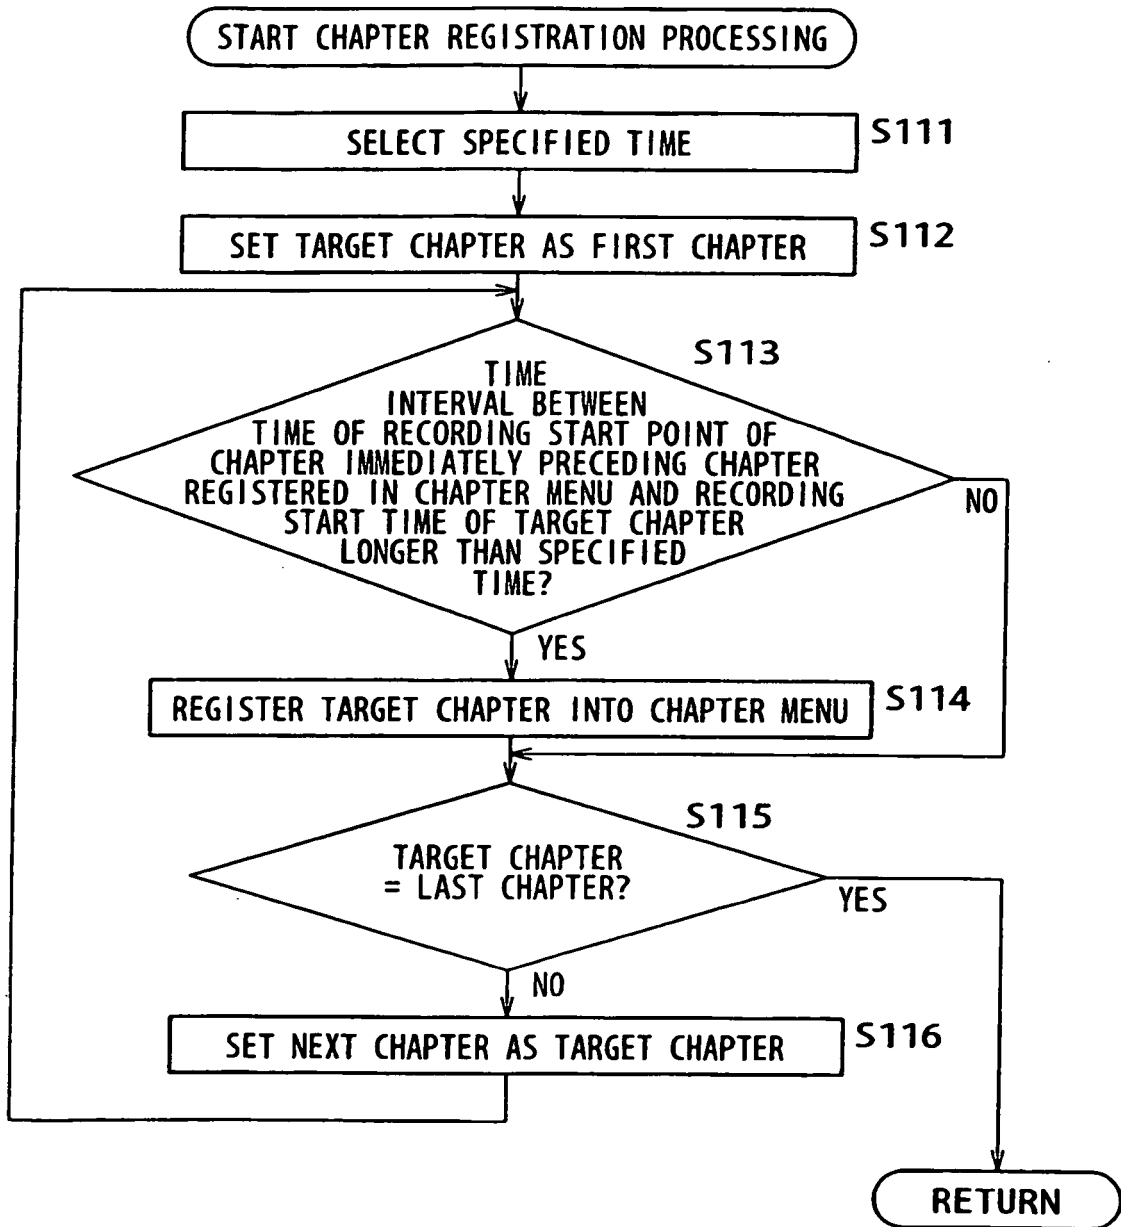 START CHAPTER REGISTRATION PROCESSING
SELECT SPECIFIED TIME
S111
SET TARGET CHAPTER AS FIRST CHAPTER
S112
S113
TIME
INTERVAL BETWEEN
TIME OF RECORDING START POINT OF
CHAPTER IMMEDIATELY PRECEDING CHAPTER
REGISTERED IN CHAPTER MENU AND RECORDING
START TIME OF TARGET CHAPTER
LONGER THAN SPECIFIED
TIME?
NO
YES
REGISTER TARGET CHAPTER INTO CHAPTER MENU
S114
S115
TARGET CHAPTER
= LAST CHAPTER?
YES
NO
SET NEXT CHAPTER AS TARGET CHAPTER
S116
RETURN